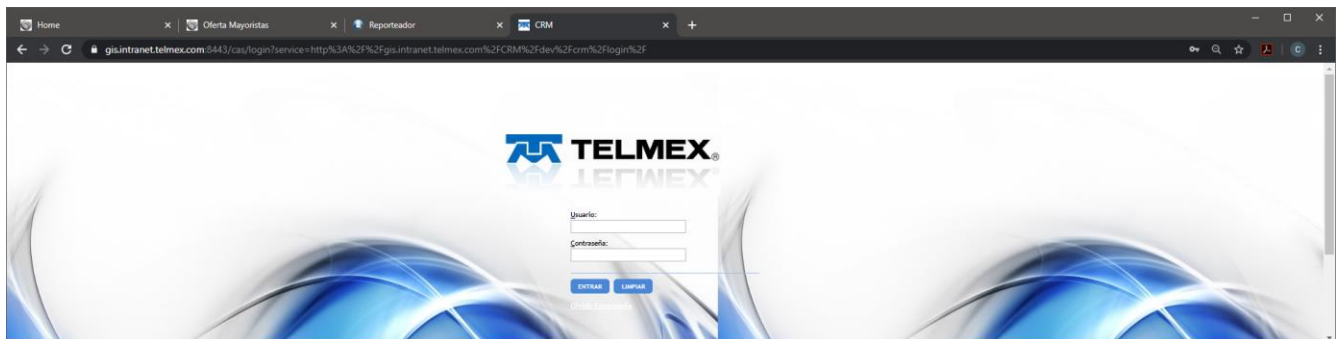 Home
Oferta Mayoristas
Reporteador
CRM
gis.intranet.telmex.com:8443/cas/login?service=http%3A%2F%2Fgis.intranet.telmex.com%2FCRM%2Fdev%2Fcrm%2Flogin%2F
C
TELMEX®
Usuario:
Contraseña:
ENTRAR LIMPIAR